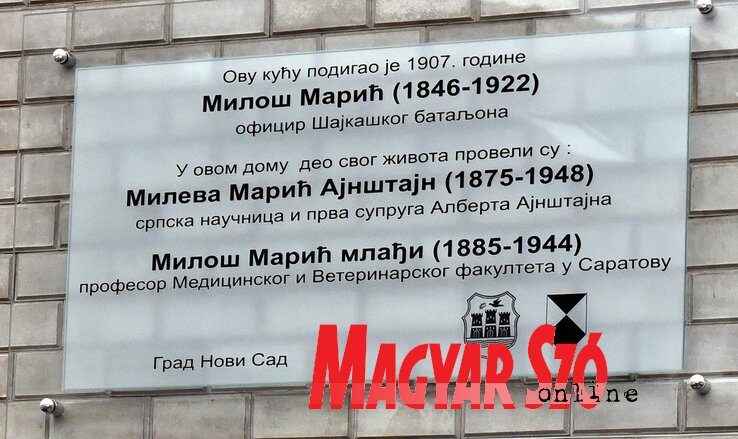 Ову кућу подигао је 1907. године
Милош Марић (1846-1922)
официр Шајкашког батаљона
У овом дому део свог живота провели су :
Милева Марић Ајнштајн (1875-1948)
српска научница и прва супруга Алберта Ајнштајна
Милош Марић млађи (1885-1944)
професор Медицинског и Ветеринарског факултета у Саратову
Град Нови Сад
MAGYAR SZÓ
online